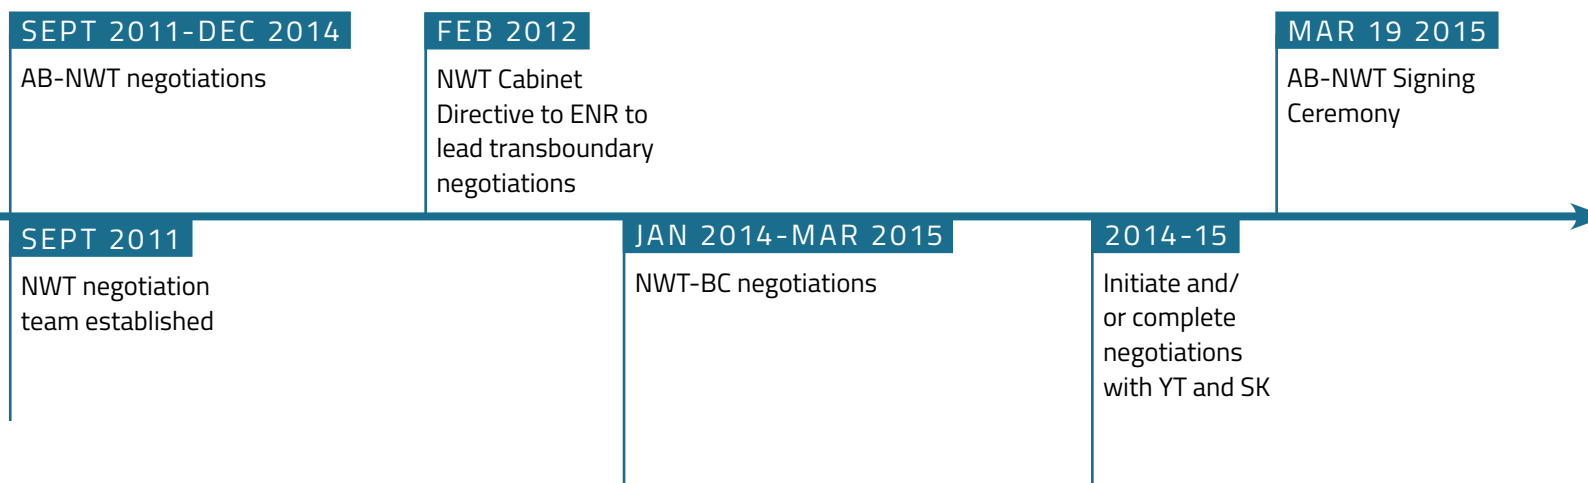 SEPT 2011-DEC 2014
AB-NWT negotiations
FEB 2012
NWT Cabinet
Directive to ENR to
lead transboundary
negotiations
MAR 19 2015
AB-NWT Signing
Ceremony
SEPT 2011
NWT negotiation
team established
JAN 2014-MAR 2015
NWT-BC negotiations
2014-15
Initiate and/
or complete
negotiations
with YT and SK